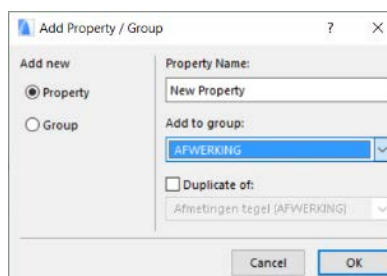 Add Property / Group
?
Add new
Property
Group
Property Name:
New Property
Add to group:
AFWERKING
Duplicate of:
Afmetingen tegel (AFWERKING)
Cancel
OK